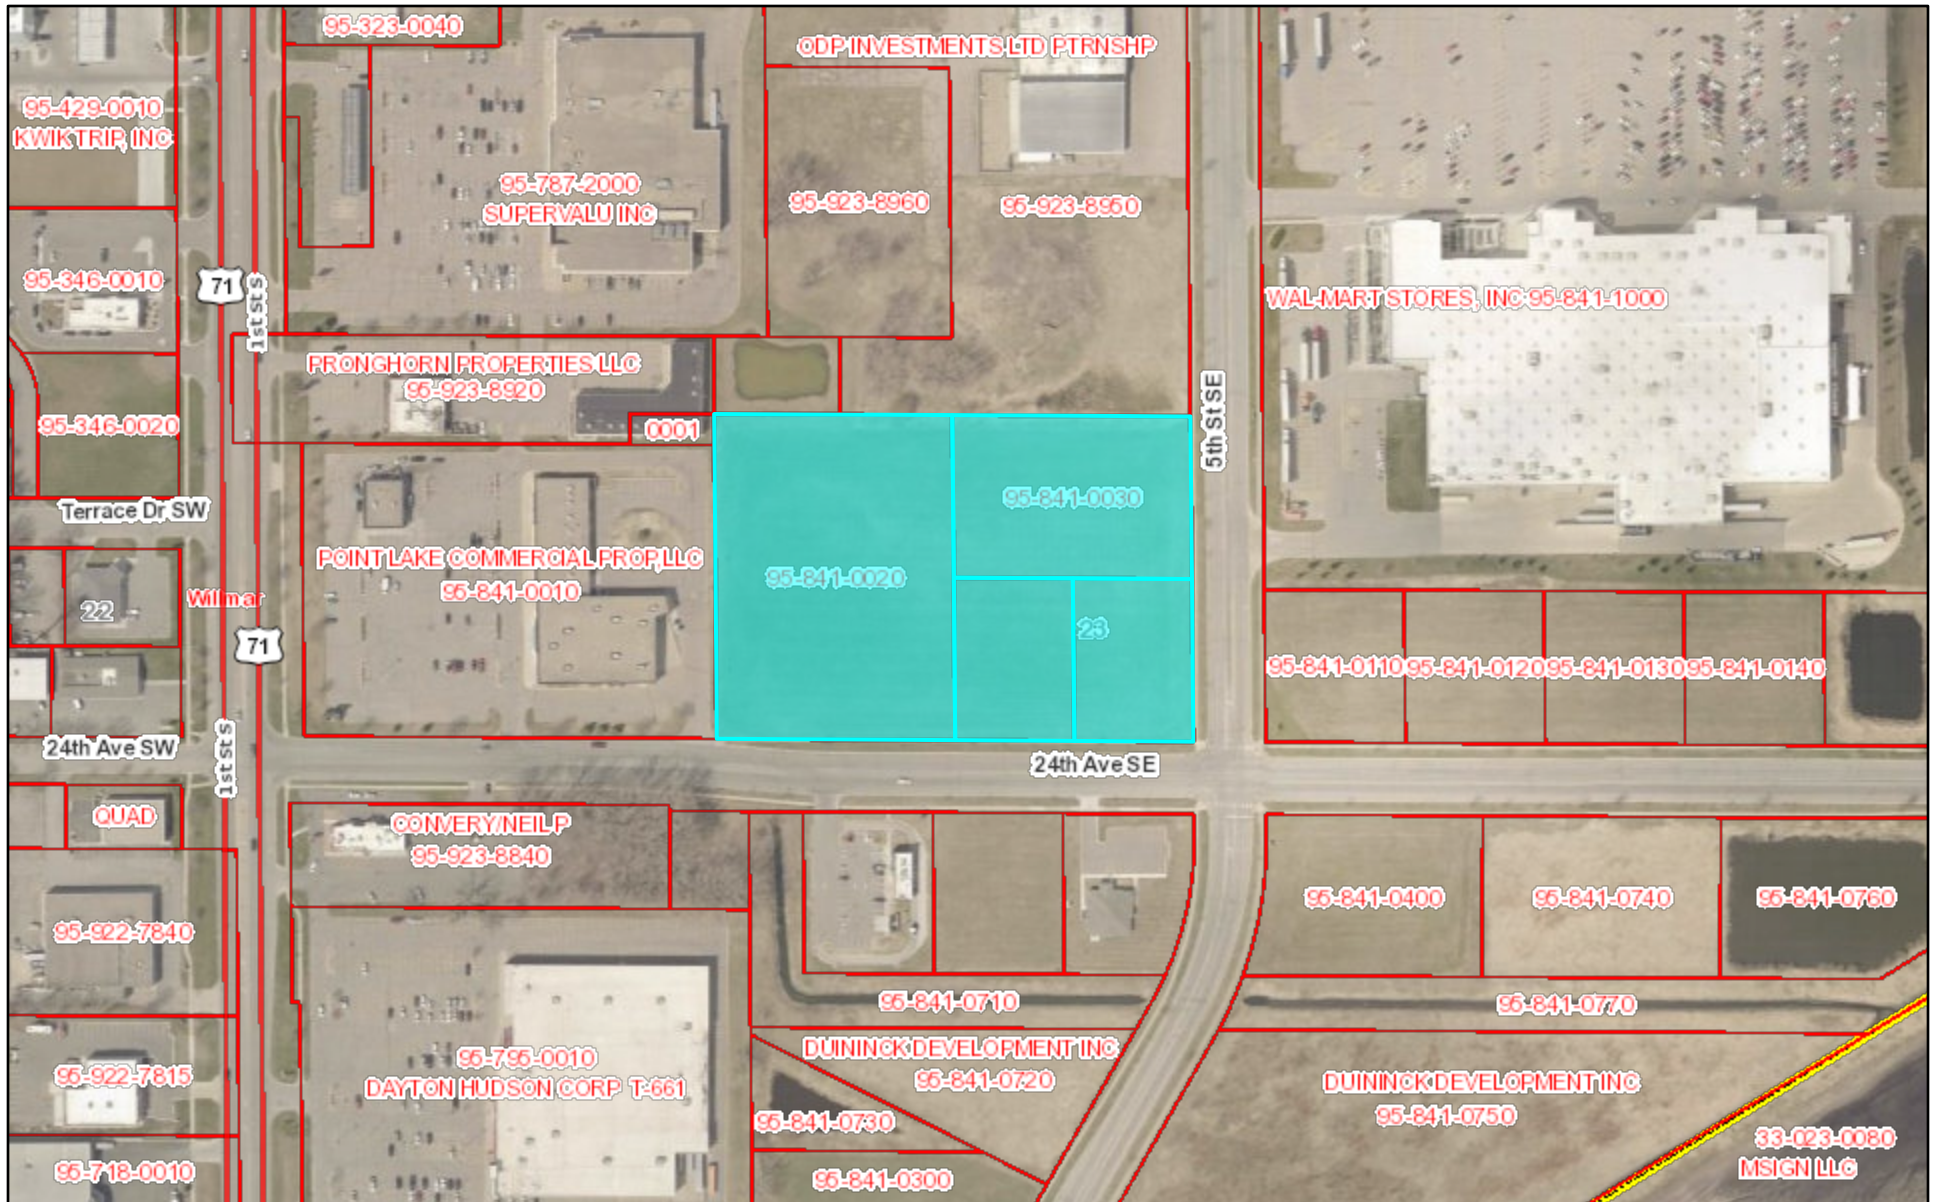 95-323-0040
ODP INVESTMENTS LTD PTRNSHP
95-429-0010
KWIK TRIP, INC
95-787-2000
SUPERVALU INC
95-923-8960
95-923-8950
95-346-0010
71
1st St S
WAL-MART STORES, INC 95-841-1000
PRONGHORN PROPERTIES LLC
95-923-8920
95-346-0020
0001
5th St SE
Terrace Dr SW
95-841-0030
POINT LAKE COMMERCIAL PROP, LLC
95-841-0010
95-841-0020
22
Willmar
71
23
95-841-0110
95-841-0120
95-841-0130
95-841-0140
24th Ave SW
1st St S
24th Ave SE
QUAD
CONVERY/NEIL P
95-923-8840
95-841-0400
95-841-0740
95-841-0760
95-922-7840
95-841-0710
95-841-0770
95-922-7815
95-795-0010
DAYTON HUDSON CORP T-661
DUININCK DEVELOPMENT INC
95-841-0720
DUININCK DEVELOPMENT INC
95-841-0750
95-841-0730
33-023-0080
MSIGN LLC
95-718-0010
95-841-0300